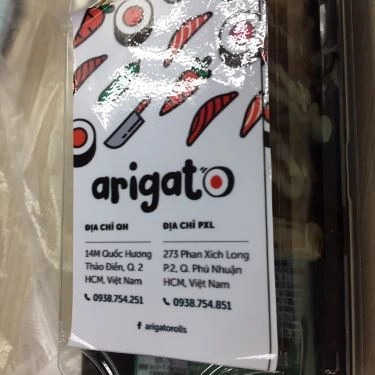 arigato
ĐỊA CHỈ QH
14M Quốc Hương
Thảo Điền, Q. 2
HCM, Việt Nam
0938.754.251
ĐỊA CHỈ PXL
273 Phan Xích Long
P.2, Q. Phú Nhuận
HCM, Việt Nam
0938.754.851
f arigatorolls